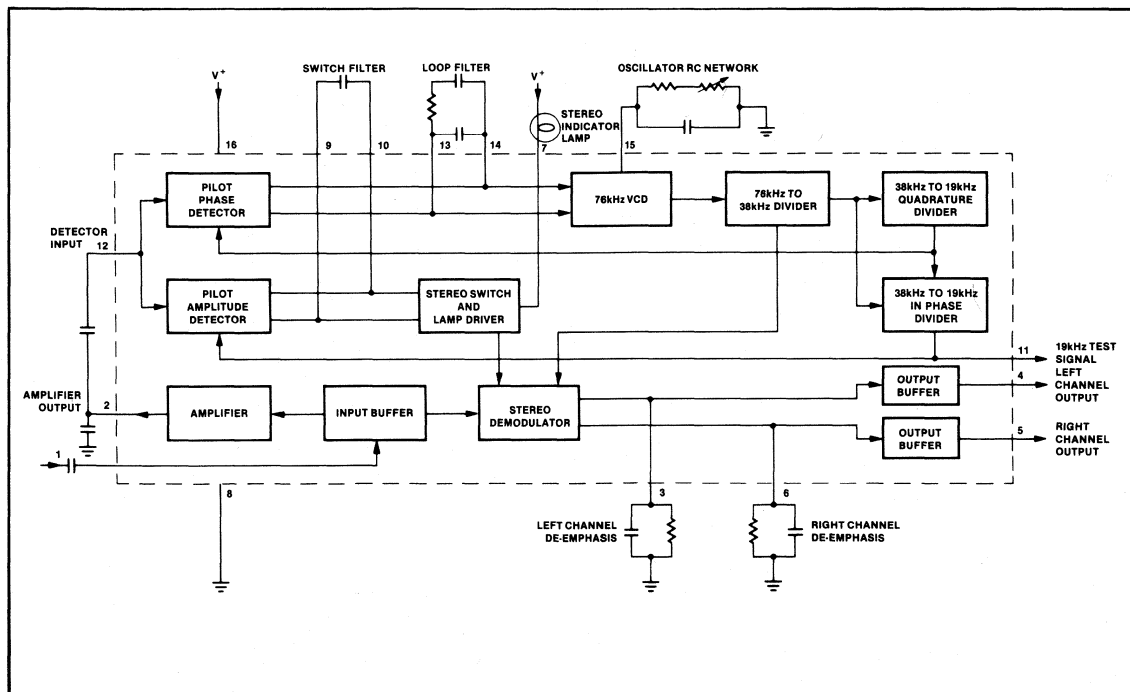 V+
SWITCH FILTER
LOOP FILTER
V+
OSCILLATOR RC NETWORK
STEREO
INDICATOR
LAMP
16
9
10
13
14
7
15
PILOT
PHASE
DETECTOR
76kHz VCD
76kHz TO
38kHz DIVIDER
38kHz TO 19kHz
QUADRATURE
DIVIDER
DETECTOR
INPUT
12
PILOT
AMPLITUDE
DETECTOR
STEREO SWITCH
AND
LAMP DRIVER
38kHz TO 19kHz
IN PHASE
DIVIDER
11
19kHz TEST
SIGNAL
AMPLIFIER
OUTPUT
2
AMPLIFIER
INPUT BUFFER
STEREO
DEMODULATOR
OUTPUT
BUFFER
4
LEFT
CHANNEL
OUTPUT
OUTPUT
BUFFER
5
RIGHT
CHANNEL
OUTPUT
1
8
3
6
LEFT CHANNEL
DE-EMPHASIS
RIGHT CHANNEL
DE-EMPHASIS